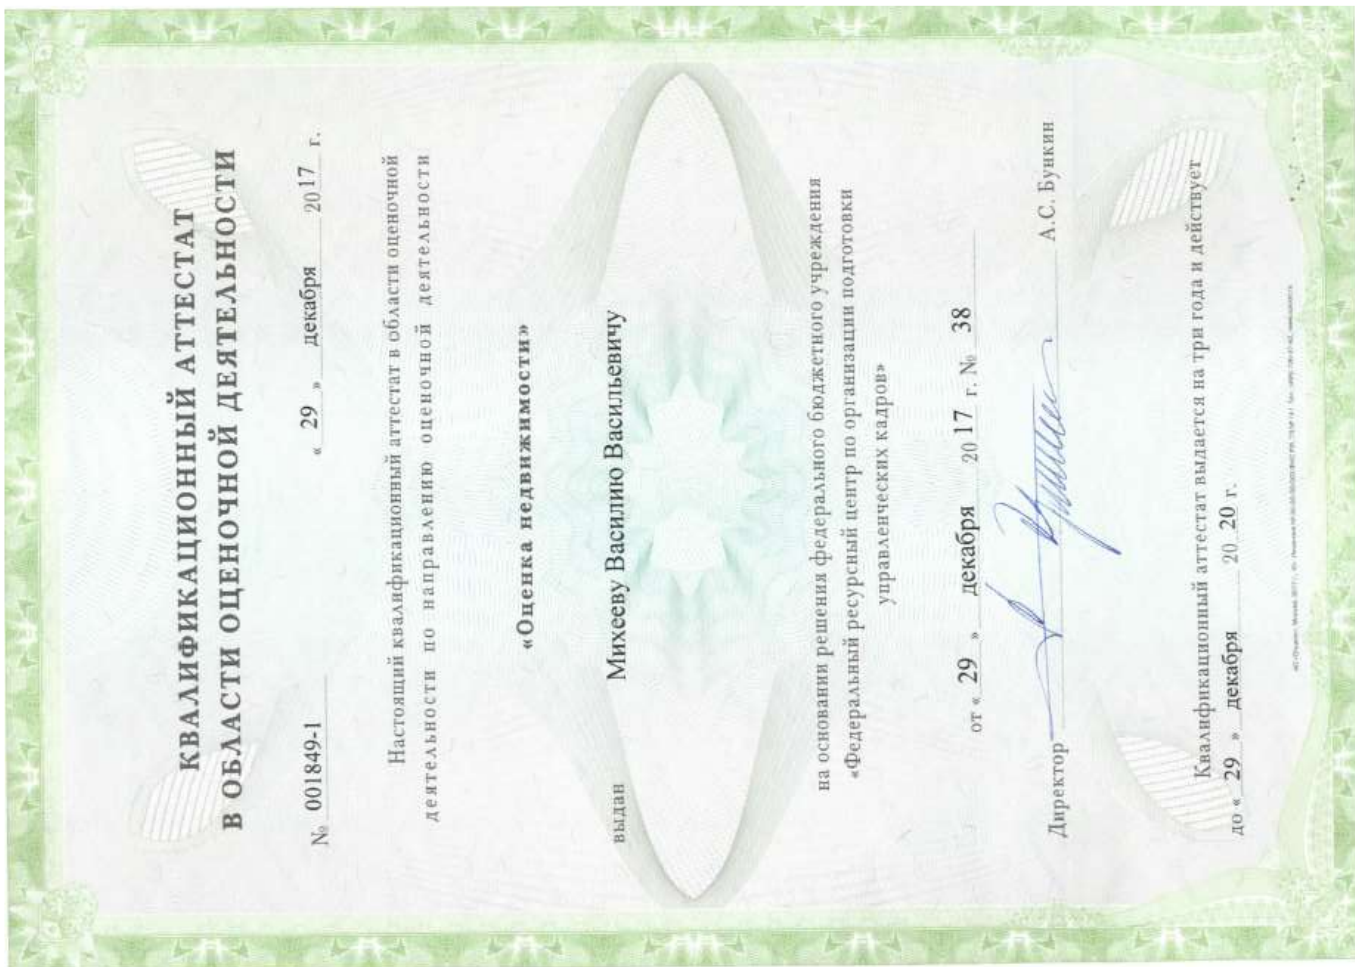 КВАЛИФИКАЦИОННЫЙ АТТЕСТАТ
В ОБЛАСТИ ОЦЕНОЧНОЙ ДЕЯТЕЛЬНОСТИ
№ 001849-1 « 29 » декабря 2017 г.
Настоящий квалификационный аттестат в области оценочной
деятельности по направлению оценочной деятельности
«Оценка недвижимости»
выдан Михееву Василию Васильевичу
на основании решения федерального бюджетного учреждения
«Федеральный ресурсный центр по организации подготовки
управленческих кадров»
от « 29 » декабря 2017 г. № 38
Директор А.С. Бункин
Квалификационный аттестат выдается на три года и действует
до « 29 » декабря 2020 г.